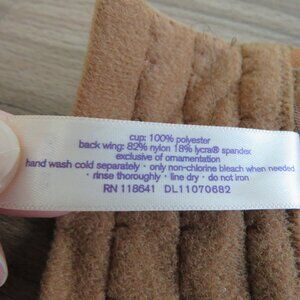 cup: 100% polyester
back wing: 82% nylon 18% lycra® spandex
exclusive of ornamentation
hand wash cold separately · only non-chlorine bleach when needed
· rinse thoroughly · line dry · do not iron
RN 118641 DL11070682